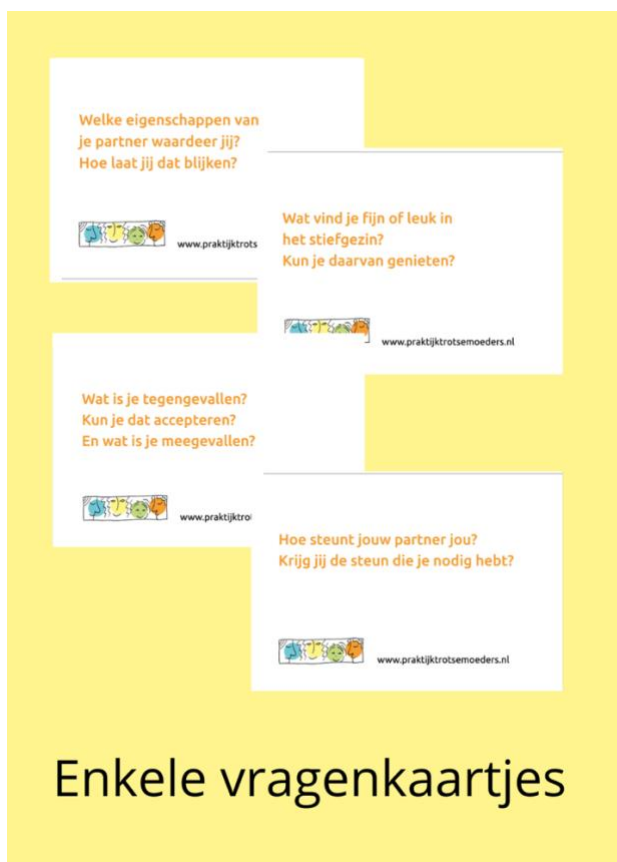 Welke eigenschappen van
je partner waardeer jij?
Hoe laat jij dat blijken?
www.praktijktrots
Wat vind je fijn of leuk in
het stiefgezin?
Kun je daarvan genieten?
www.praktijktrotsemoeders.nl
Wat is je tegengevallen?
Kun je dat accepteren?
En wat is je meegevallen?
www.praktijktro
Hoe steunt jouw partner jou?
Krijg jij de steun die je nodig hebt?
www.praktijktrotsemoeders.nl
Enkele vragenkaartjes